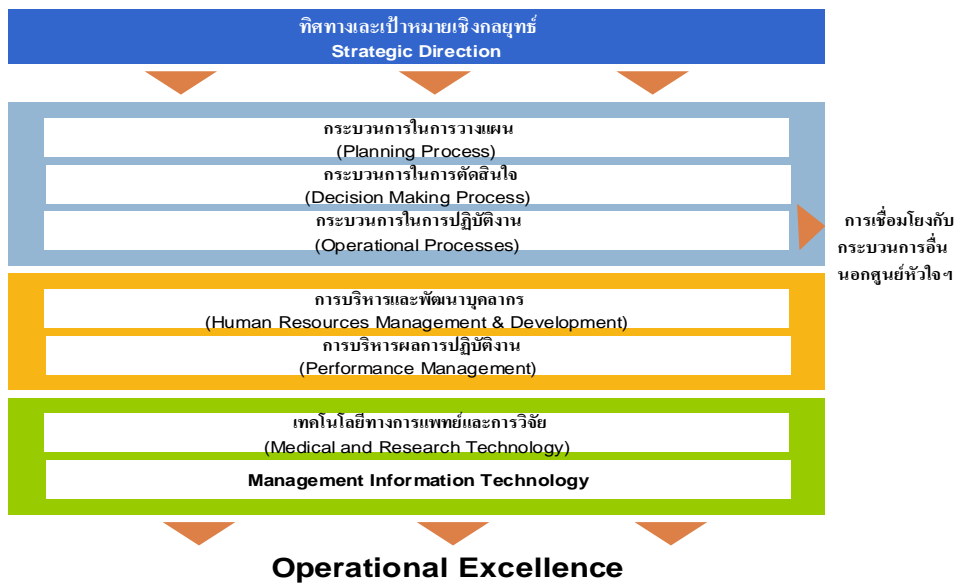 ทิศทางและเป้าหมายเชิงกลยุทธ์
Strategic Direction
กระบวนการในการวางแผน
(Planning Process)
กระบวนการในการตัดสินใจ
(Decision Making Process)
กระบวนการในการปฏิบัติงาน
(Operational Processes)
การเชื่อมโยงกับ
กระบวนการอื่น
นอกศูนย์หัวใจฯ
การบริหารและพัฒนาบุคลากร
(Human Resources Management & Development)
การบริหารผลการปฏิบัติงาน
(Performance Management)
เทคโนโลยีทางการแพทย์และการวิจัย
(Medical and Research Technology)
Management Information Technology
Operational Excellence